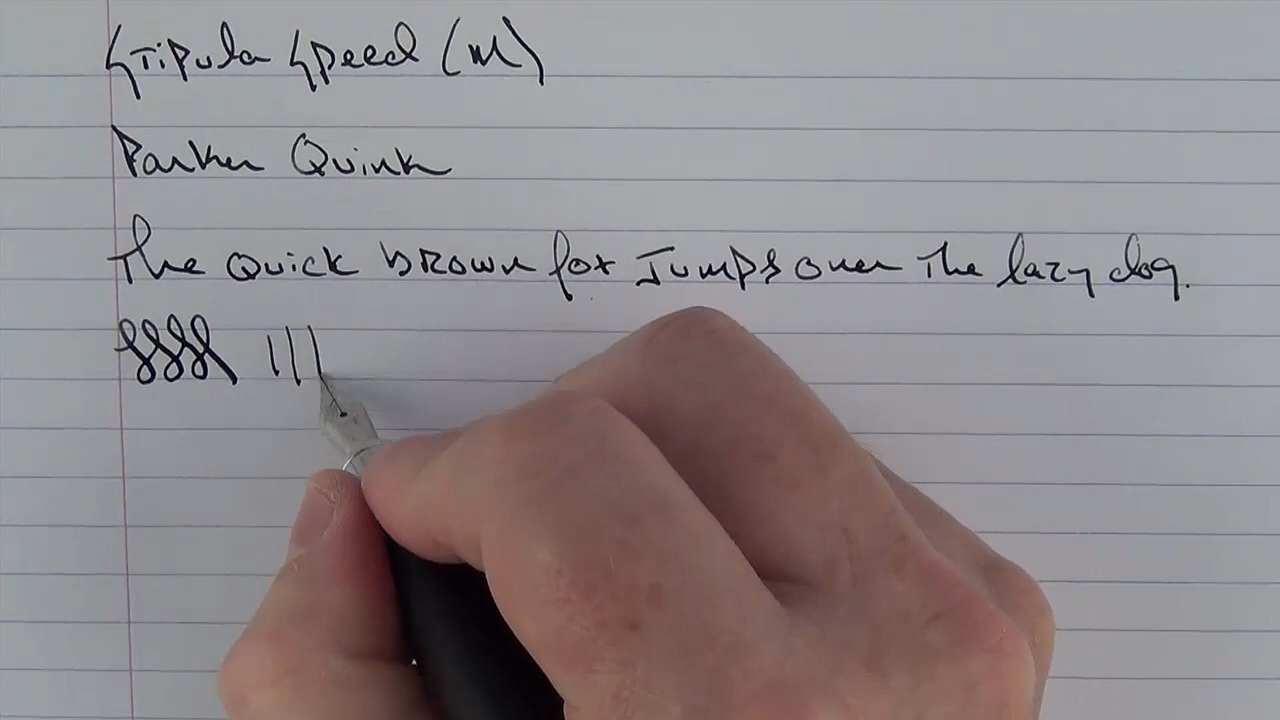 Stipula Speed (M)
Parker Quink
The Quick brown fox Jumps over The lazy dog.